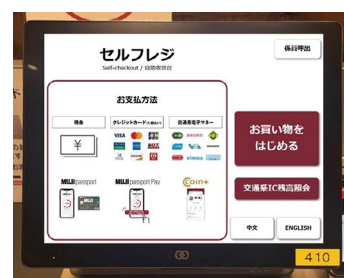 セルフレジ
係員呼出
Self-checkout / 自助收银台
お支払方法
現金
クレジットカード
交通系電子マネー
VISA
MUJI passport
MUJI passport Pay
Coin+
お買い物を
はじめる
交通系IC残高照会
中文
ENGLISH
410